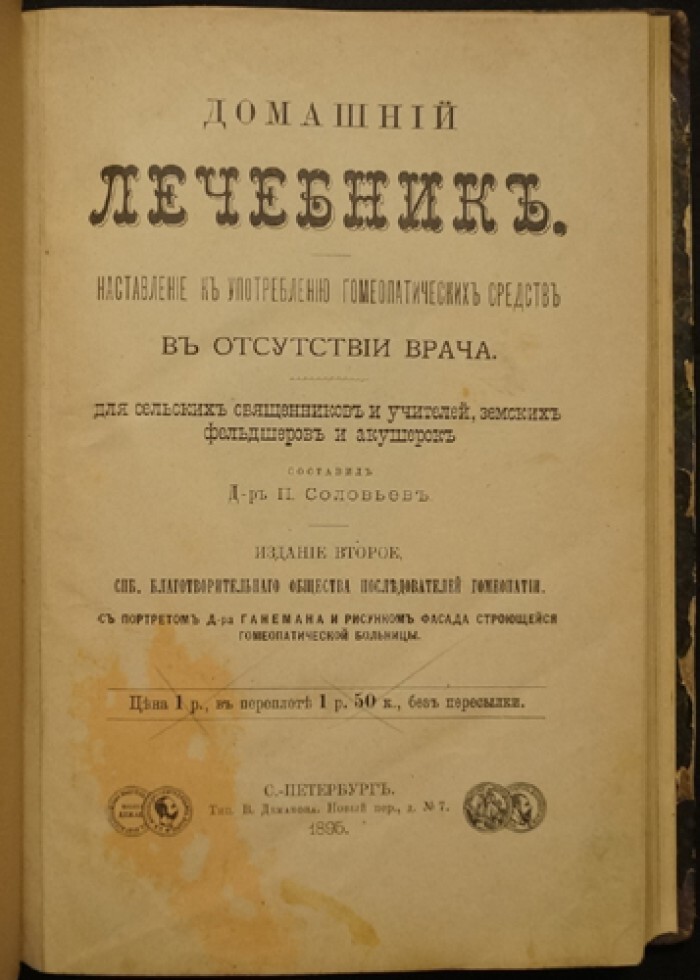 ДОМАШНІЙ
ЛЕЧЕБНИКЪ.
НАСТАВЛЕНІЕ КЪ УПОТРЕБЛЕНІЮ ГОМЕОПАТИЧЕСКИХЪ СРЕДСТВЪ
ВЪ ОТСУТСТВІИ ВРАЧА.
для сельскихъ священниковъ и учителей, земскихъ
фельдшеровъ и акушерокъ
СОСТАВИЛЪ
Д-ръ П. Соловьевъ.
ИЗДАНІЕ ВТОРОЕ,
СПБ. БЛАГОТВОРИТЕЛЬНАГО ОБЩЕСТВА ПОСЛѢДОВАТЕЛЕЙ ГОМЕОПАТІИ.
СЪ ПОРТРЕТОМЪ Д-ра ГАНЕМАНА И РИСУНКОМЪ ФАСАДА СТРОЮЩЕЙСЯ
ГОМЕОПАТИЧЕСКОЙ БОЛЬНИЦЫ.
Цѣна 1 р., въ переплетѣ 1 р. 50 к., безъ пересылки.
С.-ПЕТЕРБУРГЪ.
Тип. В. Демакова. Новый пер., д. № 7.
1895.